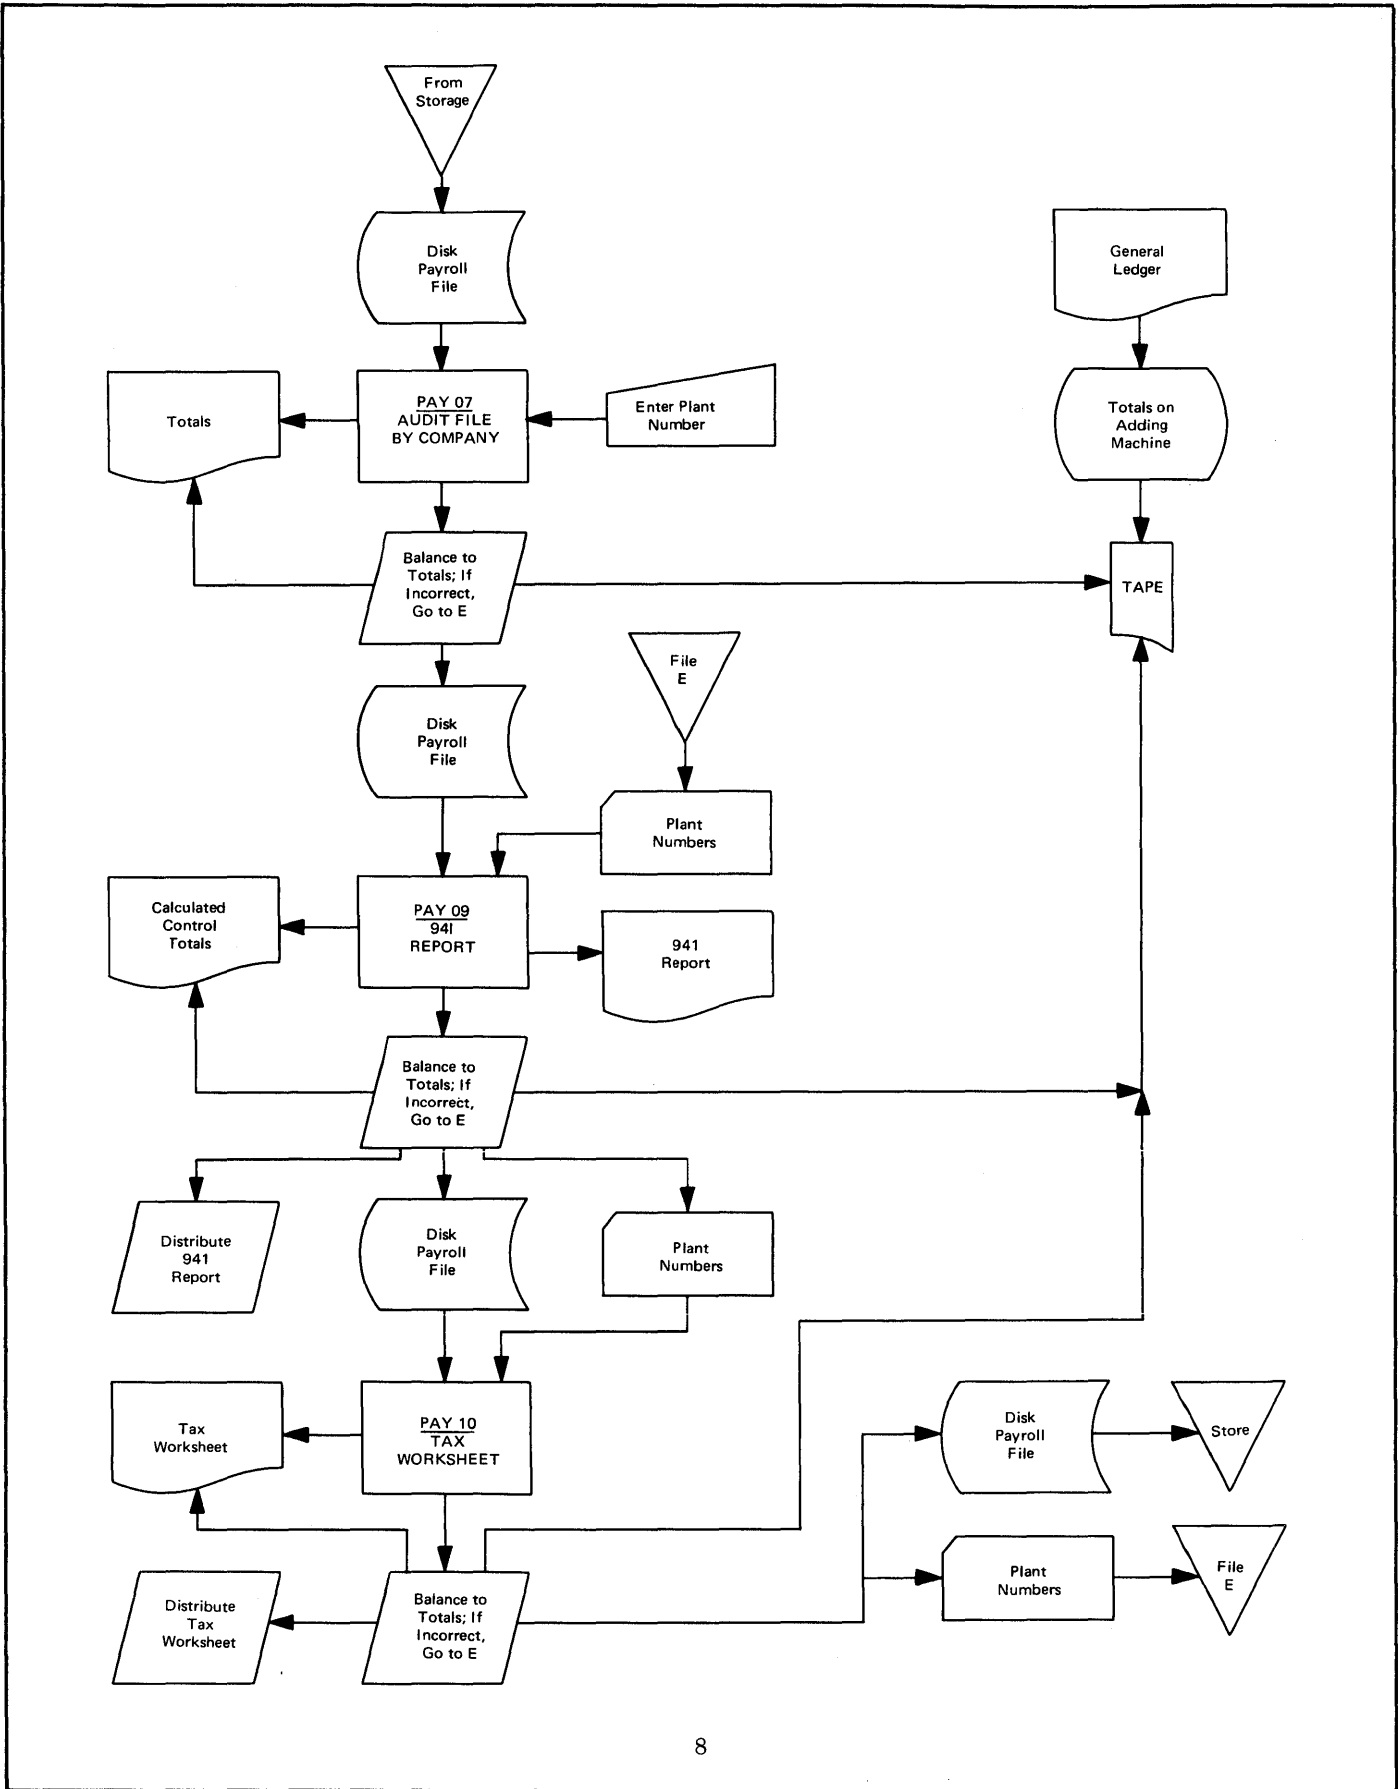 From
Storage
Disk
Payroll
File
General
Ledger
Totals
PAY 07
AUDIT FILE
BY COMPANY
Enter Plant
Number
Totals on
Adding
Machine
Balance to
Totals; If
Incorrect,
Go to E
TAPE
File
E
Disk
Payroll
File
Plant
Numbers
Calculated
Control
Totals
PAY 09
94I
REPORT
941
Report
Balance to
Totals; If
Incorrect,
Go to E
Distribute
941
Report
Disk
Payroll
File
Plant
Numbers
Tax
Worksheet
PAY 10
TAX
WORKSHEET
Disk
Payroll
File
Store
Distribute
Tax
Worksheet
Balance to
Totals; If
Incorrect,
Go to E
Plant
Numbers
File
E
8